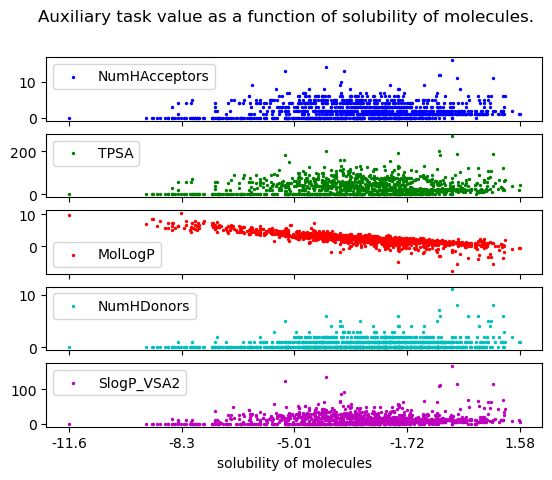 Auxiliary task value as a function of solubility of molecules.
10
0
NumHAcceptors
200
0
TPSA
10
0
MolLogP
10
0
NumHDonors
100
0
SlogP_VSA2
-11.6 -8.3 -5.01 -1.72 1.58
solubility of molecules